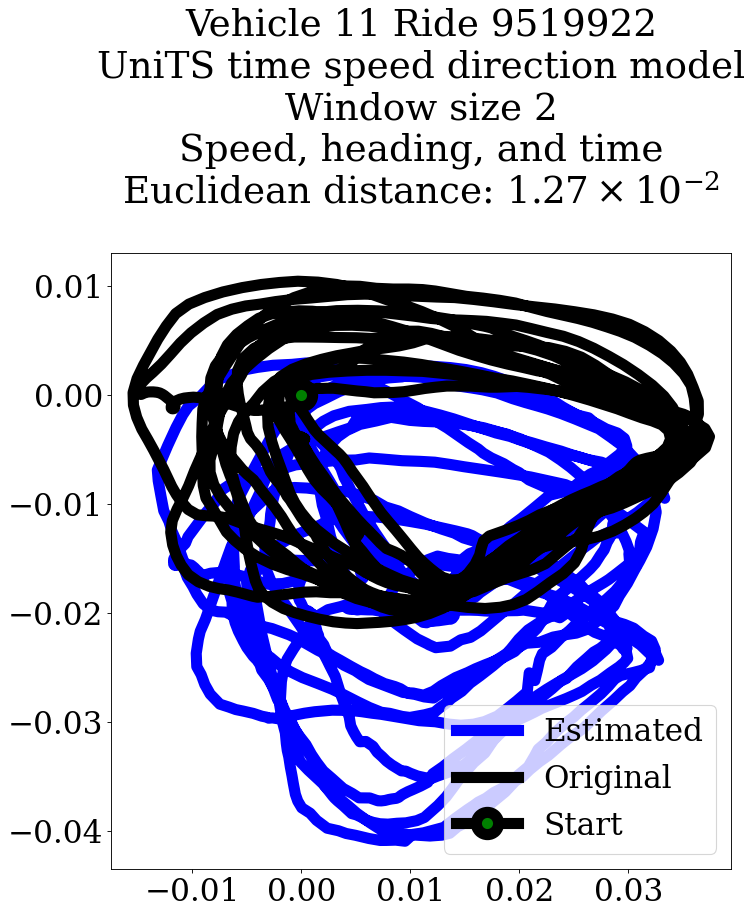 Vehicle 11 Ride 9519922
UniTS time speed direction model
Window size 2
Speed, heading, and time
Euclidean distance: $1.27 \times 10^{-2}$
0.01
0.00
−0.01
−0.02
−0.03
−0.04
Estimated
Original
Start
−0.01 0.00 0.01 0.02 0.03